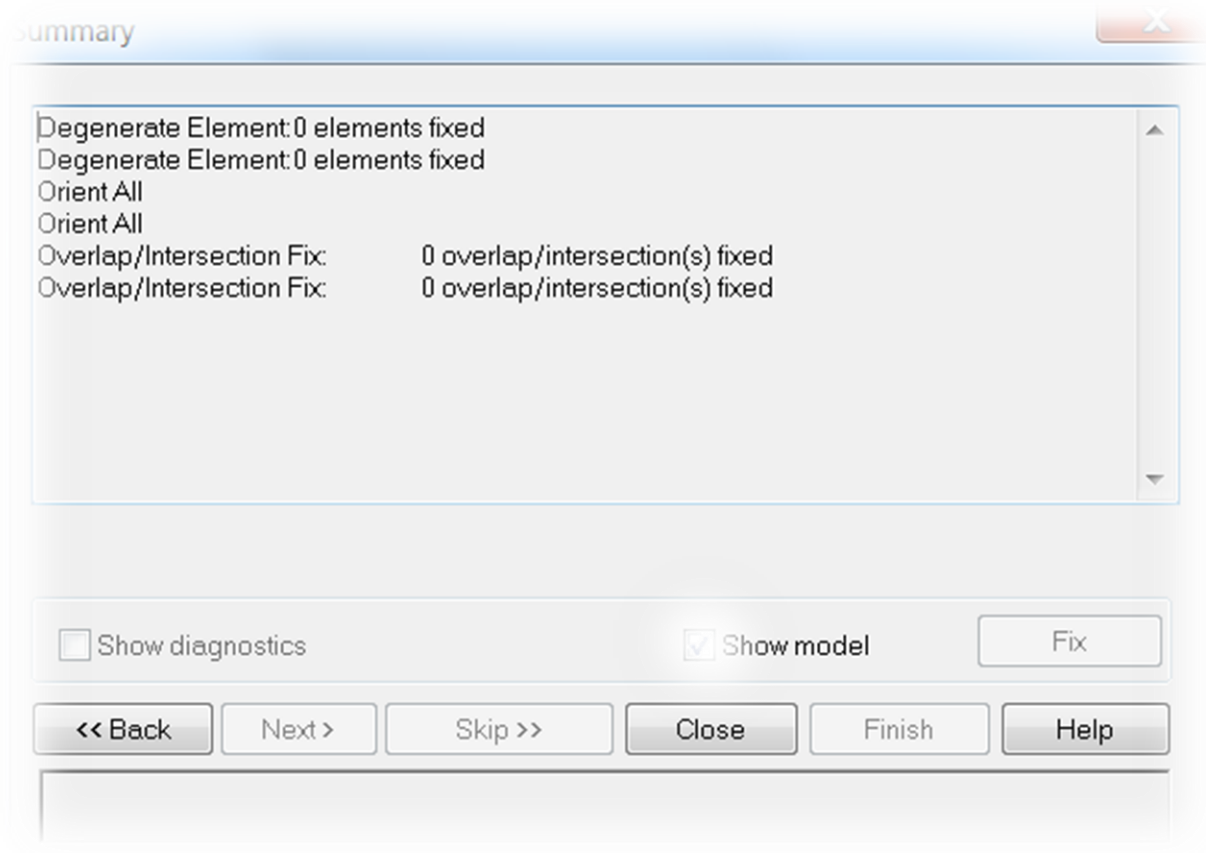 Summary
Degenerate Element:0 elements fixed
Degenerate Element:0 elements fixed
Orient All
Orient All
Overlap/Intersection Fix: 0 overlap/intersection(s) fixed
Overlap/Intersection Fix: 0 overlap/intersection(s) fixed
Show diagnostics Show model Fix
<< Back Next > Skip >> Close Finish Help